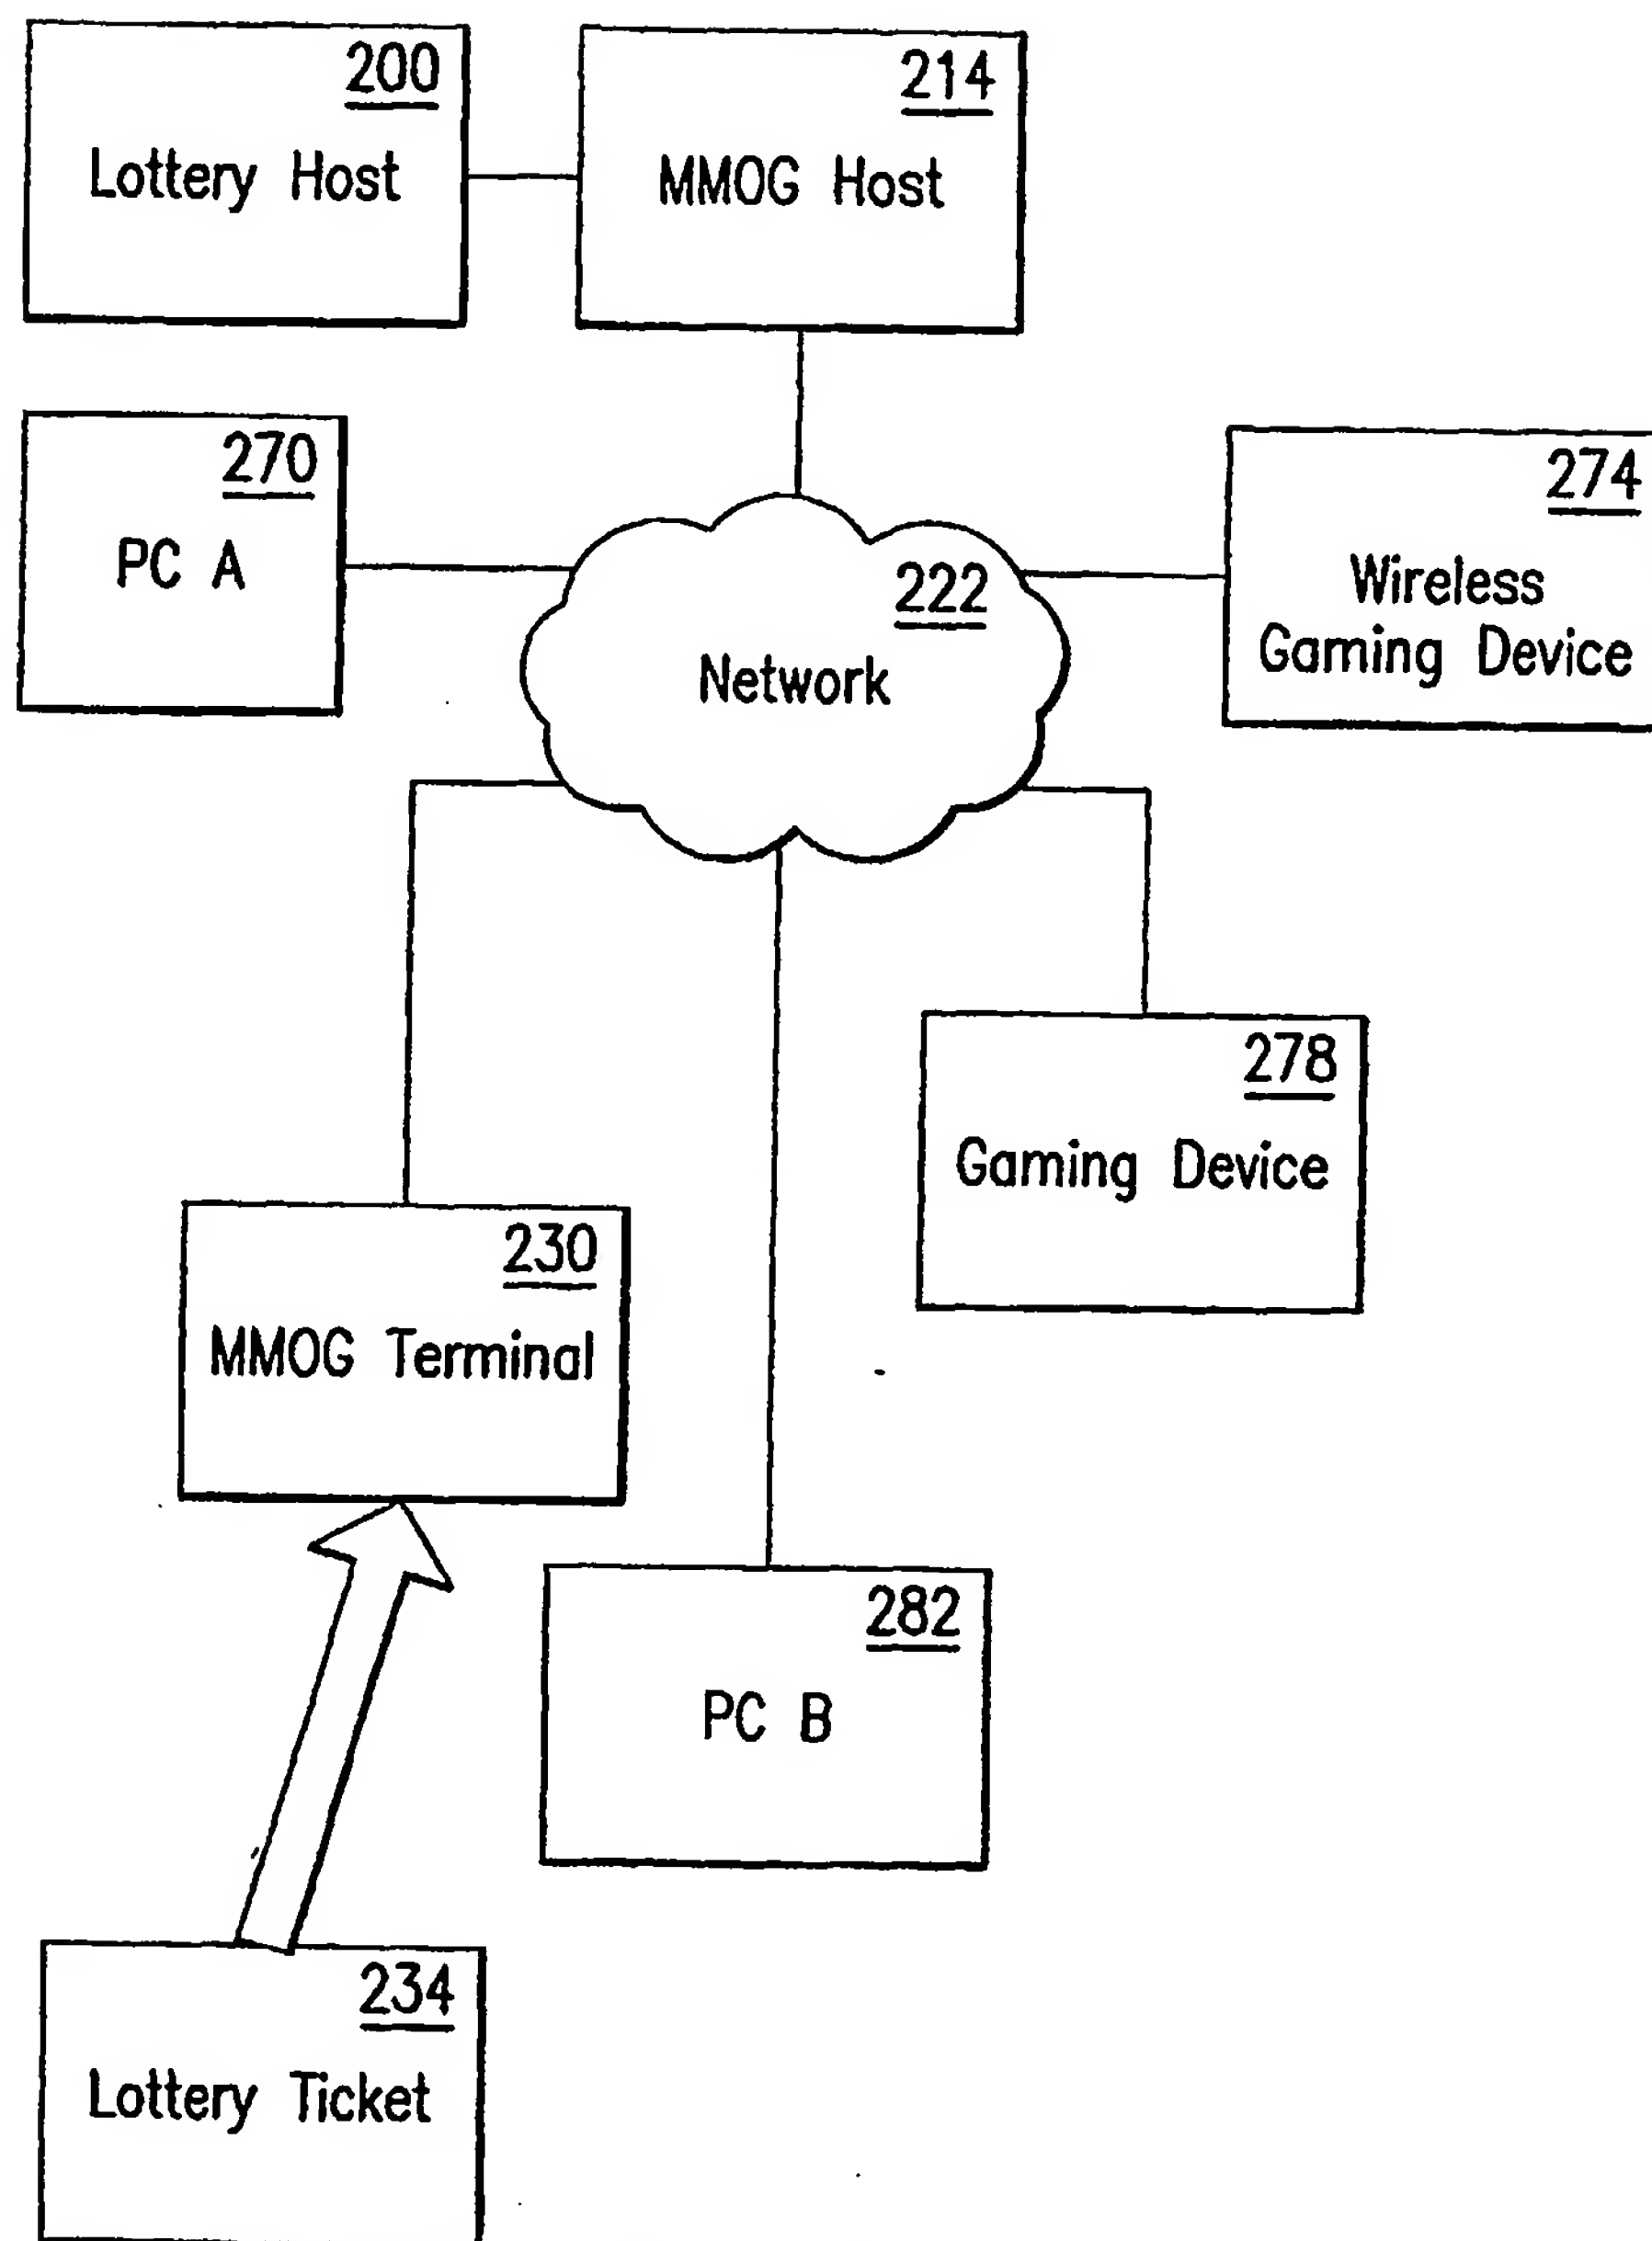 200
Lottery Host
214
MMOG Host
270
PC A
222
Network
274
Wireless
Gaming Device
278
Gaming Device
230
MMOG Terminal
282
PC B
234
Lottery Ticket